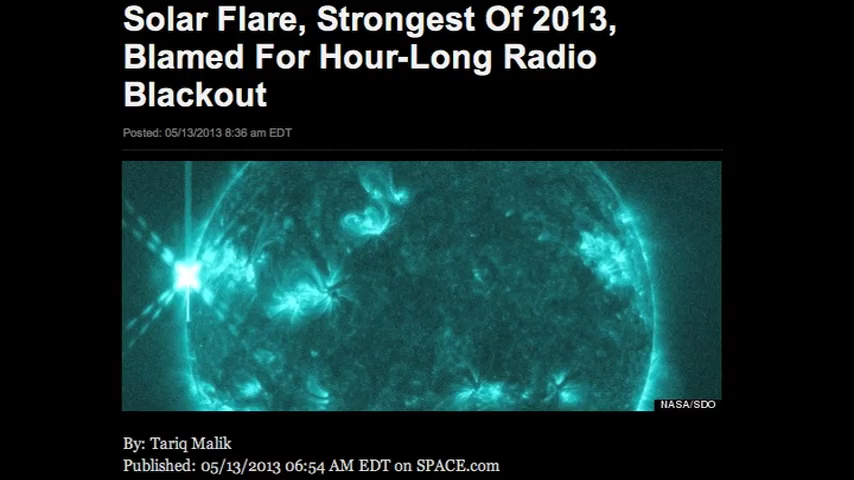 Solar Flare, Strongest Of 2013,
Blamed For Hour-Long Radio
Blackout
Posted: 05/13/2013 8:36 am EDT
NASA/SDO
By: Tariq Malik
Published: 05/13/2013 06:54 AM EDT on SPACE.com